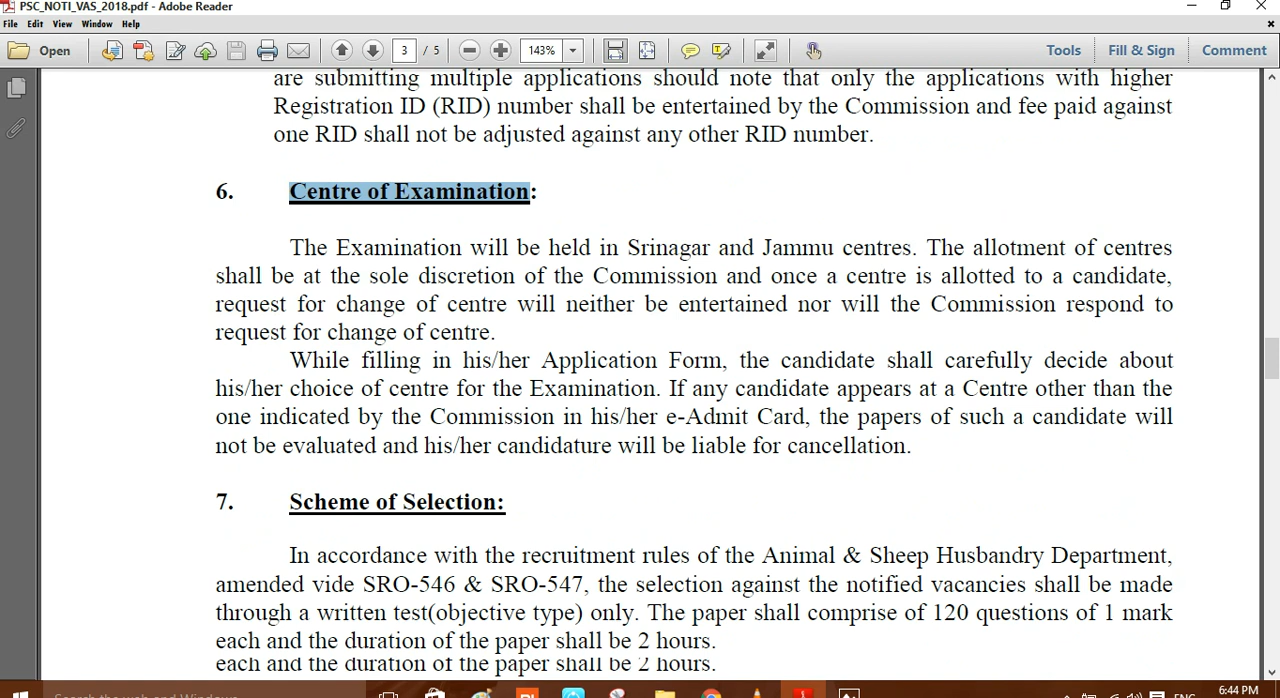 PSC_NOTI_VAS_2018.pdf - Adobe Reader
File Edit View Window Help
Open 3 / 5 143% Tools Fill & Sign Comment
are submitting multiple applications should note that only the applications with higher
Registration ID (RID) number shall be entertained by the Commission and fee paid against
one RID shall not be adjusted against any other RID number.
6. Centre of Examination:
The Examination will be held in Srinagar and Jammu centres. The allotment of centres
shall be at the sole discretion of the Commission and once a centre is allotted to a candidate,
request for change of centre will neither be entertained nor will the Commission respond to
request for change of centre.
While filling in his/her Application Form, the candidate shall carefully decide about
his/her choice of centre for the Examination. If any candidate appears at a Centre other than the
one indicated by the Commission in his/her e-Admit Card, the papers of such a candidate will
not be evaluated and his/her candidature will be liable for cancellation.
7. Scheme of Selection:
In accordance with the recruitment rules of the Animal & Sheep Husbandry Department,
amended vide SRO-546 & SRO-547, the selection against the notified vacancies shall be made
through a written test(objective type) only. The paper shall comprise of 120 questions of 1 mark
each and the duration of the paper shall be 2 hours.
each and the duration of the paper shall be 2 hours.
Search the web and Windows ENG 6:44 PM